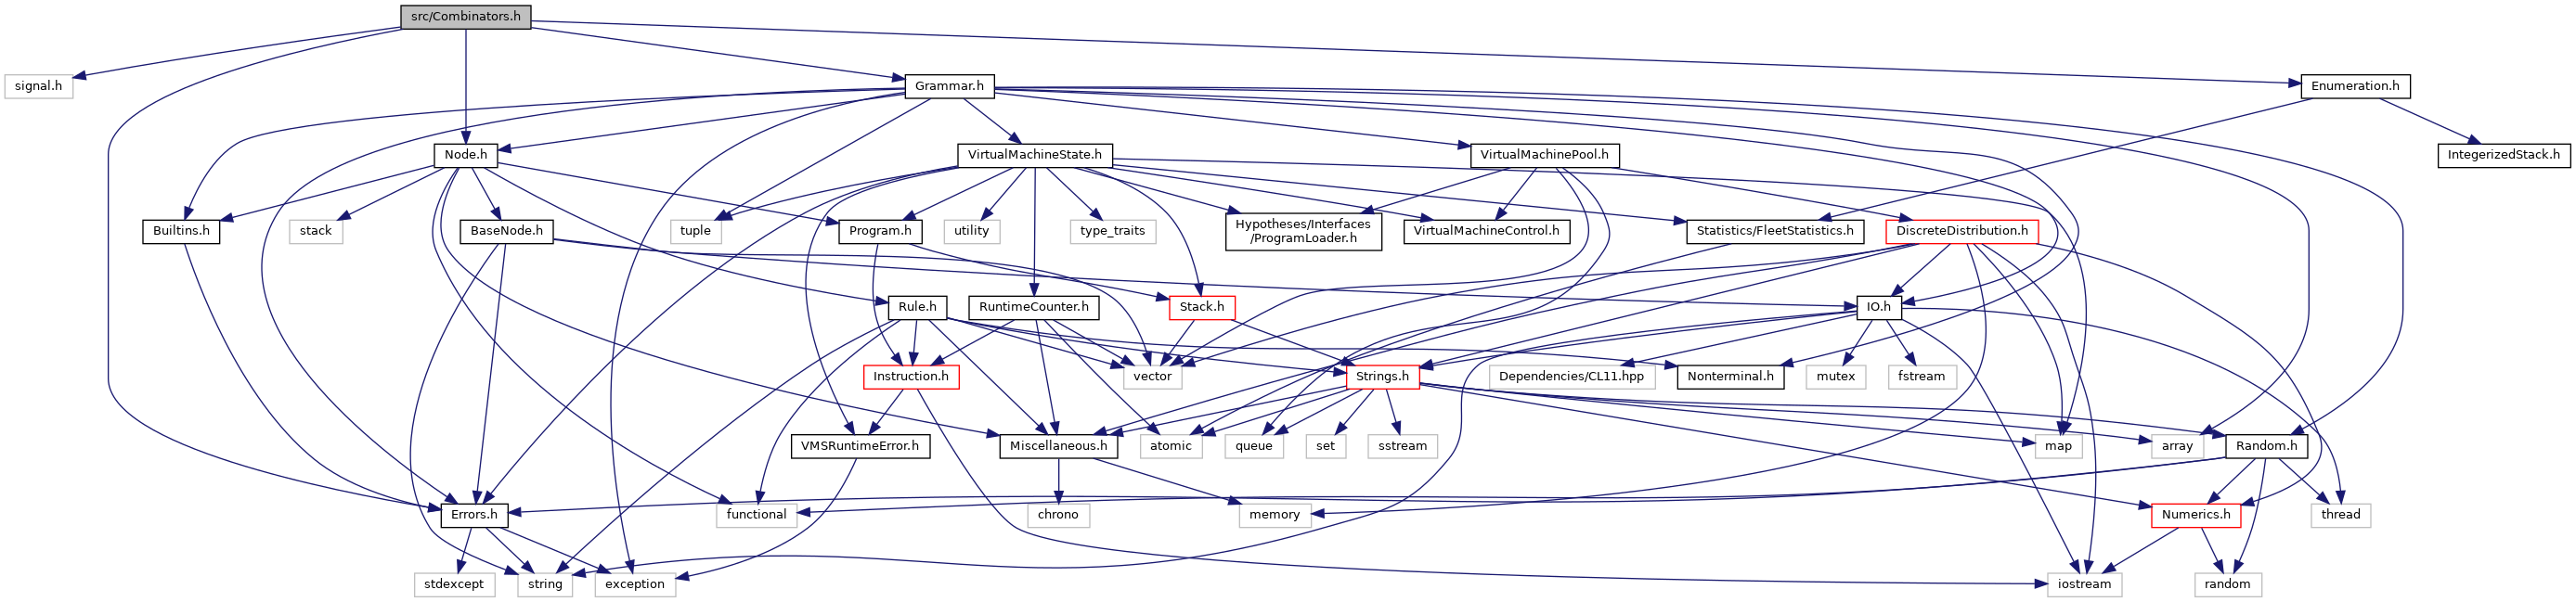 src/Combinators.h
signal.h
Grammar.h
Enumeration.h
Node.h
VirtualMachineState.h
VirtualMachinePool.h
IntegerizedStack.h
Builtins.h
stack
BaseNode.h
tuple
Program.h
utility
type_traits
Hypotheses/Interfaces
/ProgramLoader.h
VirtualMachineControl.h
Statistics/FleetStatistics.h
DiscreteDistribution.h
Rule.h
RuntimeCounter.h
Stack.h
IO.h
Instruction.h
vector
Strings.h
Dependencies/CL11.hpp
Nonterminal.h
mutex
fstream
VMSRuntimeError.h
Miscellaneous.h
atomic
queue
set
sstream
map
array
Random.h
Errors.h
functional
chrono
memory
Numerics.h
thread
stdexcept
string
exception
iostream
random